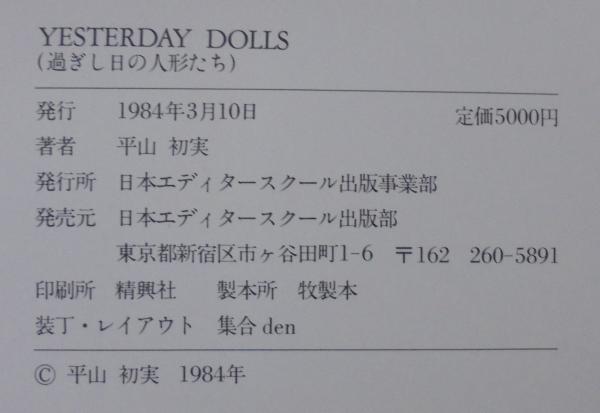 YESTERDAY DOLLS
(過ぎし日の人形たち)
発行 1984年3月10日 定価5000円
著者 平山 初実
発行所 日本エディタースクール出版事業部
発売元 日本エディタースクール出版部
東京都新宿区市ヶ谷田町1-6 〒162 260-5891
印刷所 精興社 製本所 牧製本
装丁・レイアウト 集合den
© 平山 初実 1984年